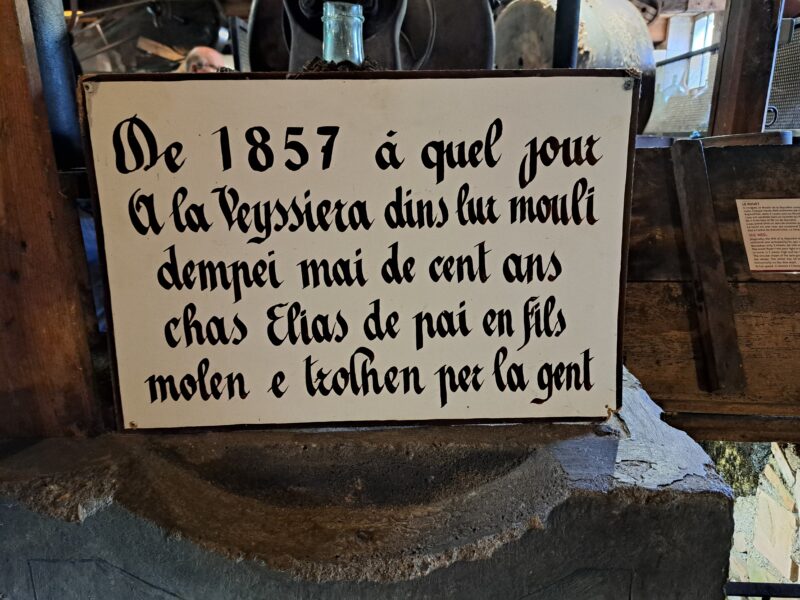 De 1857 á quel jour
A la Veyssiera dins lur mouli
dempei mai de cent ans
chas Elias de pai en fils
molen e trolhen per la gent